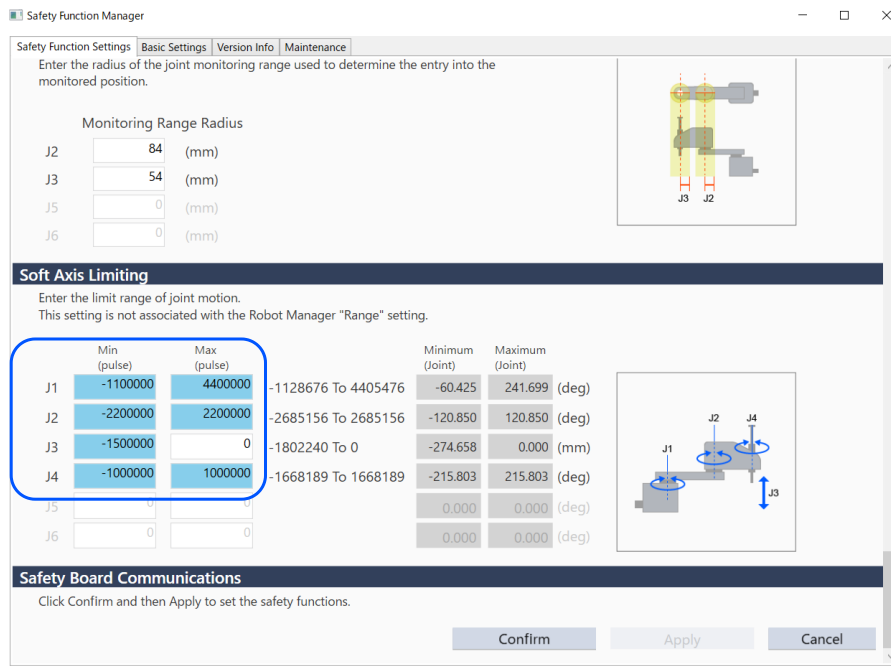 Safety Function Manager
Safety Function Settings Basic Settings Version Info Maintenance
Enter the radius of the joint monitoring range used to determine the entry into the
monitored position.
Monitoring Range Radius
J2 84 (mm)
J3 54 (mm)
J5 0 (mm)
J6 0 (mm)
J3 J2
Soft Axis Limiting
Enter the limit range of joint motion.
This setting is not associated with the Robot Manager "Range" setting.
Min Max Minimum Maximum
(pulse) (pulse) (Joint) (Joint)
J1 -1100000 4400000 -1128676 To 4405476 -60.425 241.699 (deg)
J2 -2200000 2200000 -2685156 To 2685156 -120.850 120.850 (deg)
J3 -1500000 0 -1802240 To 0 -274.658 0.000 (mm)
J4 -1000000 1000000 -1668189 To 1668189 -215.803 215.803 (deg)
J5 0 0 0.000 0.000 (deg)
J6 0 0 0.000 0.000 (deg)
J2 J4
J1
J3
Safety Board Communications
Click Confirm and then Apply to set the safety functions.
Confirm Apply Cancel